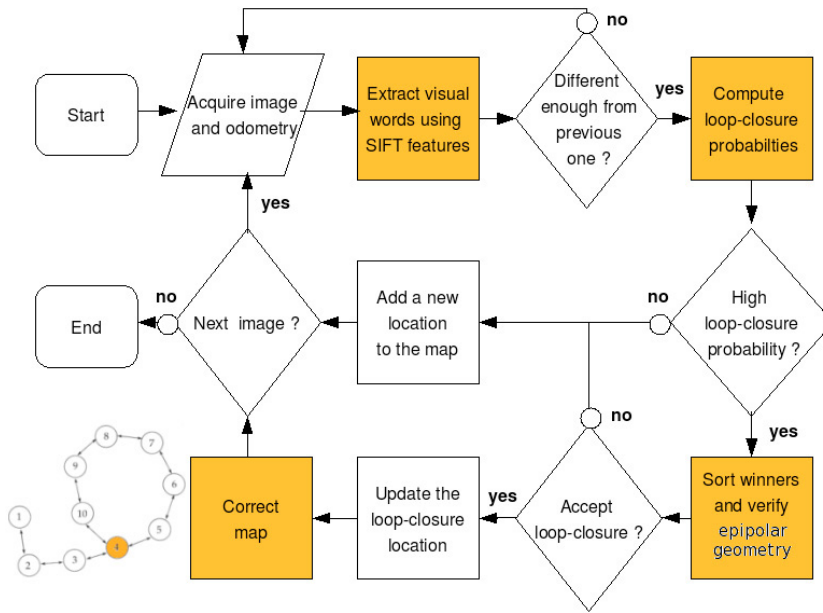 no
Start
Acquire image
and odometry
Extract visual
words using
SIFT features
Different
enough from
previous
one ?
yes
Compute
loop-closure
probabilties
yes
End
no
Next image ?
Add a new
location
to the map
no
High
loop-closure
probability ?
no
yes
Correct
map
Update the
loop-closure
location
yes
Accept
loop-closure ?
Sort winners
and verify
epipolar
geometry
8
7
9
6
1
10
5
4
2
3